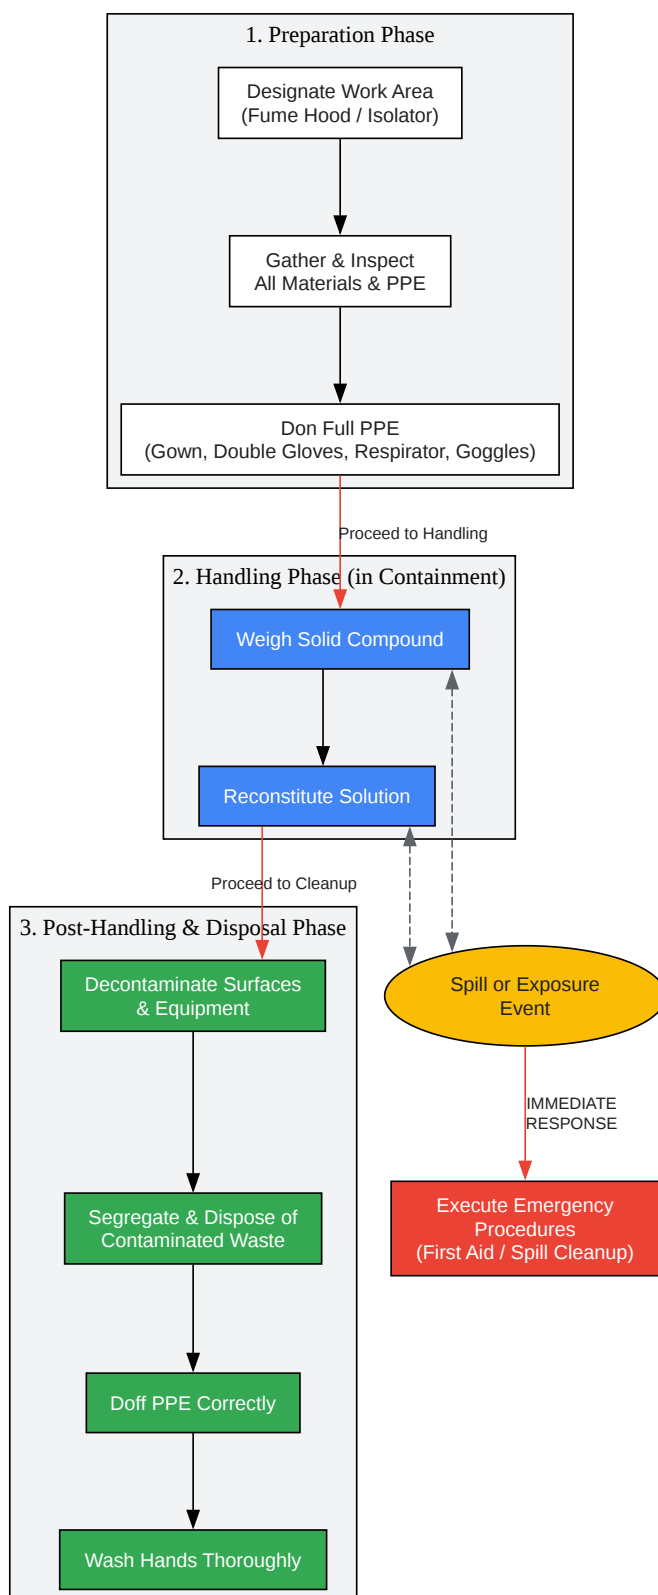 1. Preparation Phase
Designate Work Area
(Fume Hood / Isolator)
Gather & Inspect
All Materials & PPE
Don Full PPE
(Gown, Double Gloves, Respirator, Goggles)
Proceed to Handling
2. Handling Phase (in Containment)
Weigh Solid Compound
Reconstitute Solution
Proceed to Cleanup
3. Post-Handling & Disposal Phase
Decontaminate Surfaces
& Equipment
Spill or Exposure
Event
IMMEDIATE
RESPONSE
Segregate & Dispose of
Contaminated Waste
Execute Emergency
Procedures
(First Aid / Spill Cleanup)
Doff PPE Correctly
Wash Hands Thoroughly